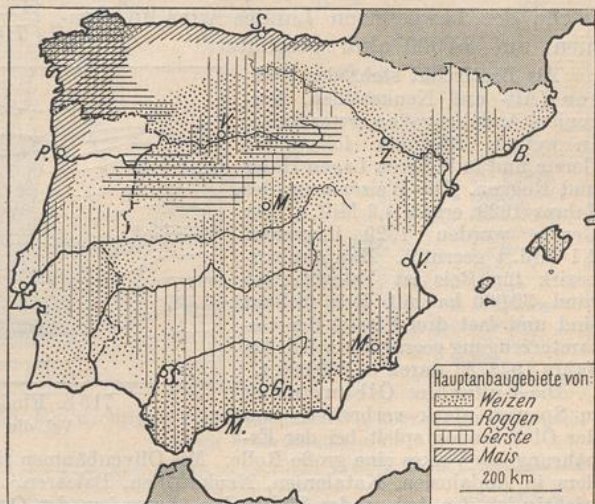 S.
V.
P.
Z.
B.
M.
V.
L.
M.
S.
Gr.
M.
Hauptanbaugebiete von:
Weizen
Roggen
Gerste
Mais
200 km